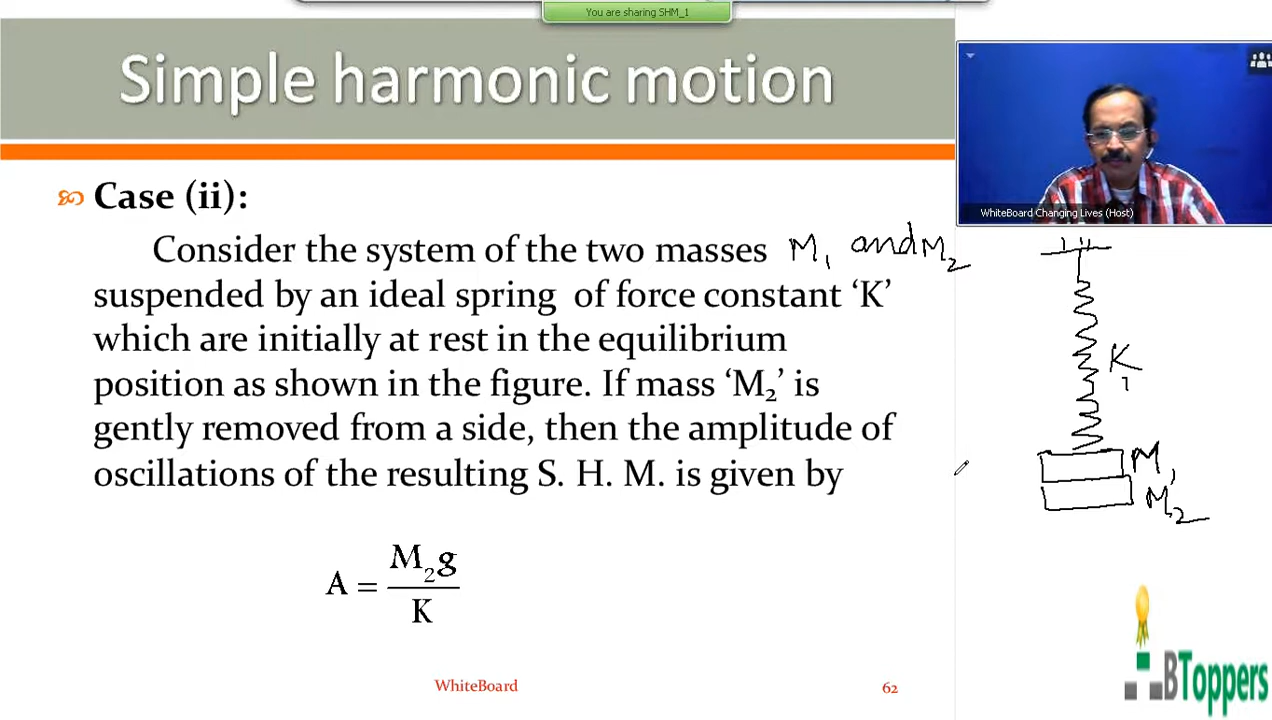 You are sharing SHM_1
Simple harmonic motion
WhiteBoard Changing Lives (Host)
Case (ii):
Consider the system of the two masses M₁ and M₂
suspended by an ideal spring of force constant ‘K’
which are initially at rest in the equilibrium
position as shown in the figure. If mass ‘M₂’ is
gently removed from a side, then the amplitude of
oscillations of the resulting S. H. M. is given by
K
M₁
M₂
A = M₂g / K
WhiteBoard
62
BToppers